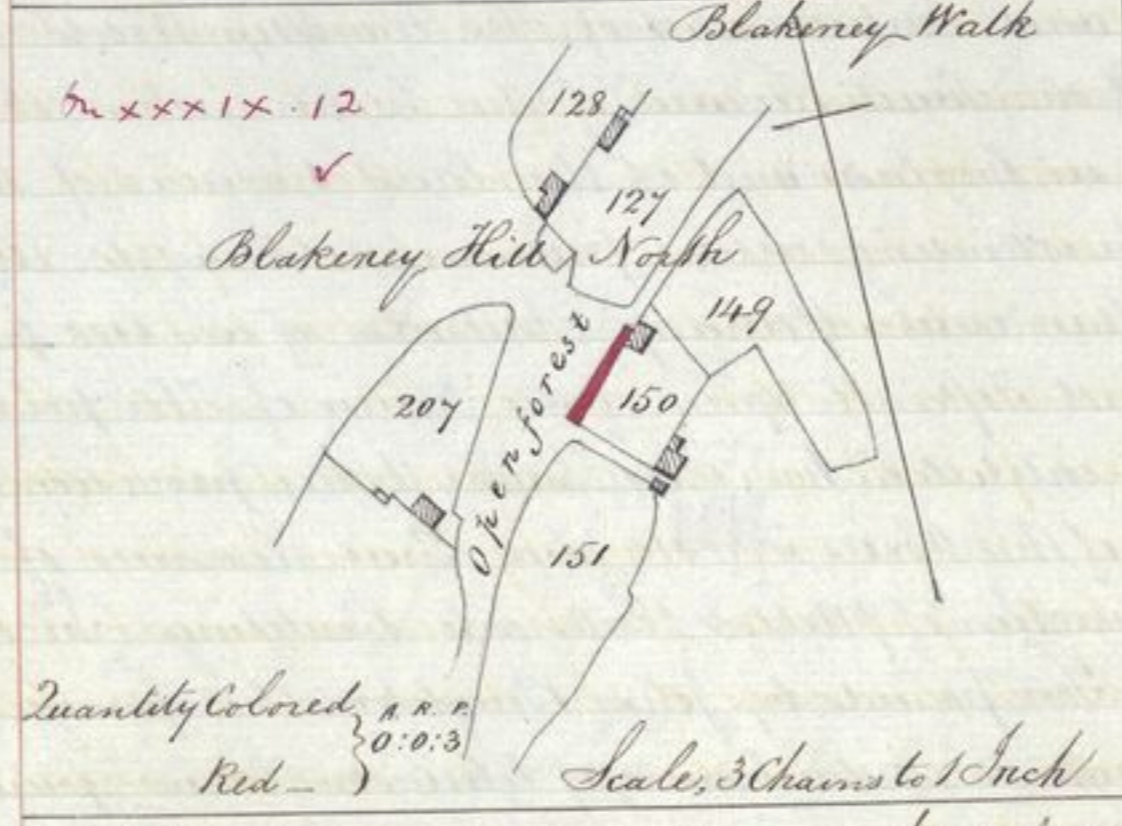 Blakeney Walk
xxxix.12
128
127
Blakeney Hill North
149
Open forest
207
150
151
Quantity Colored
A. R. P.
0:0:3
Red
Scale, 3 Chains to 1 Inch